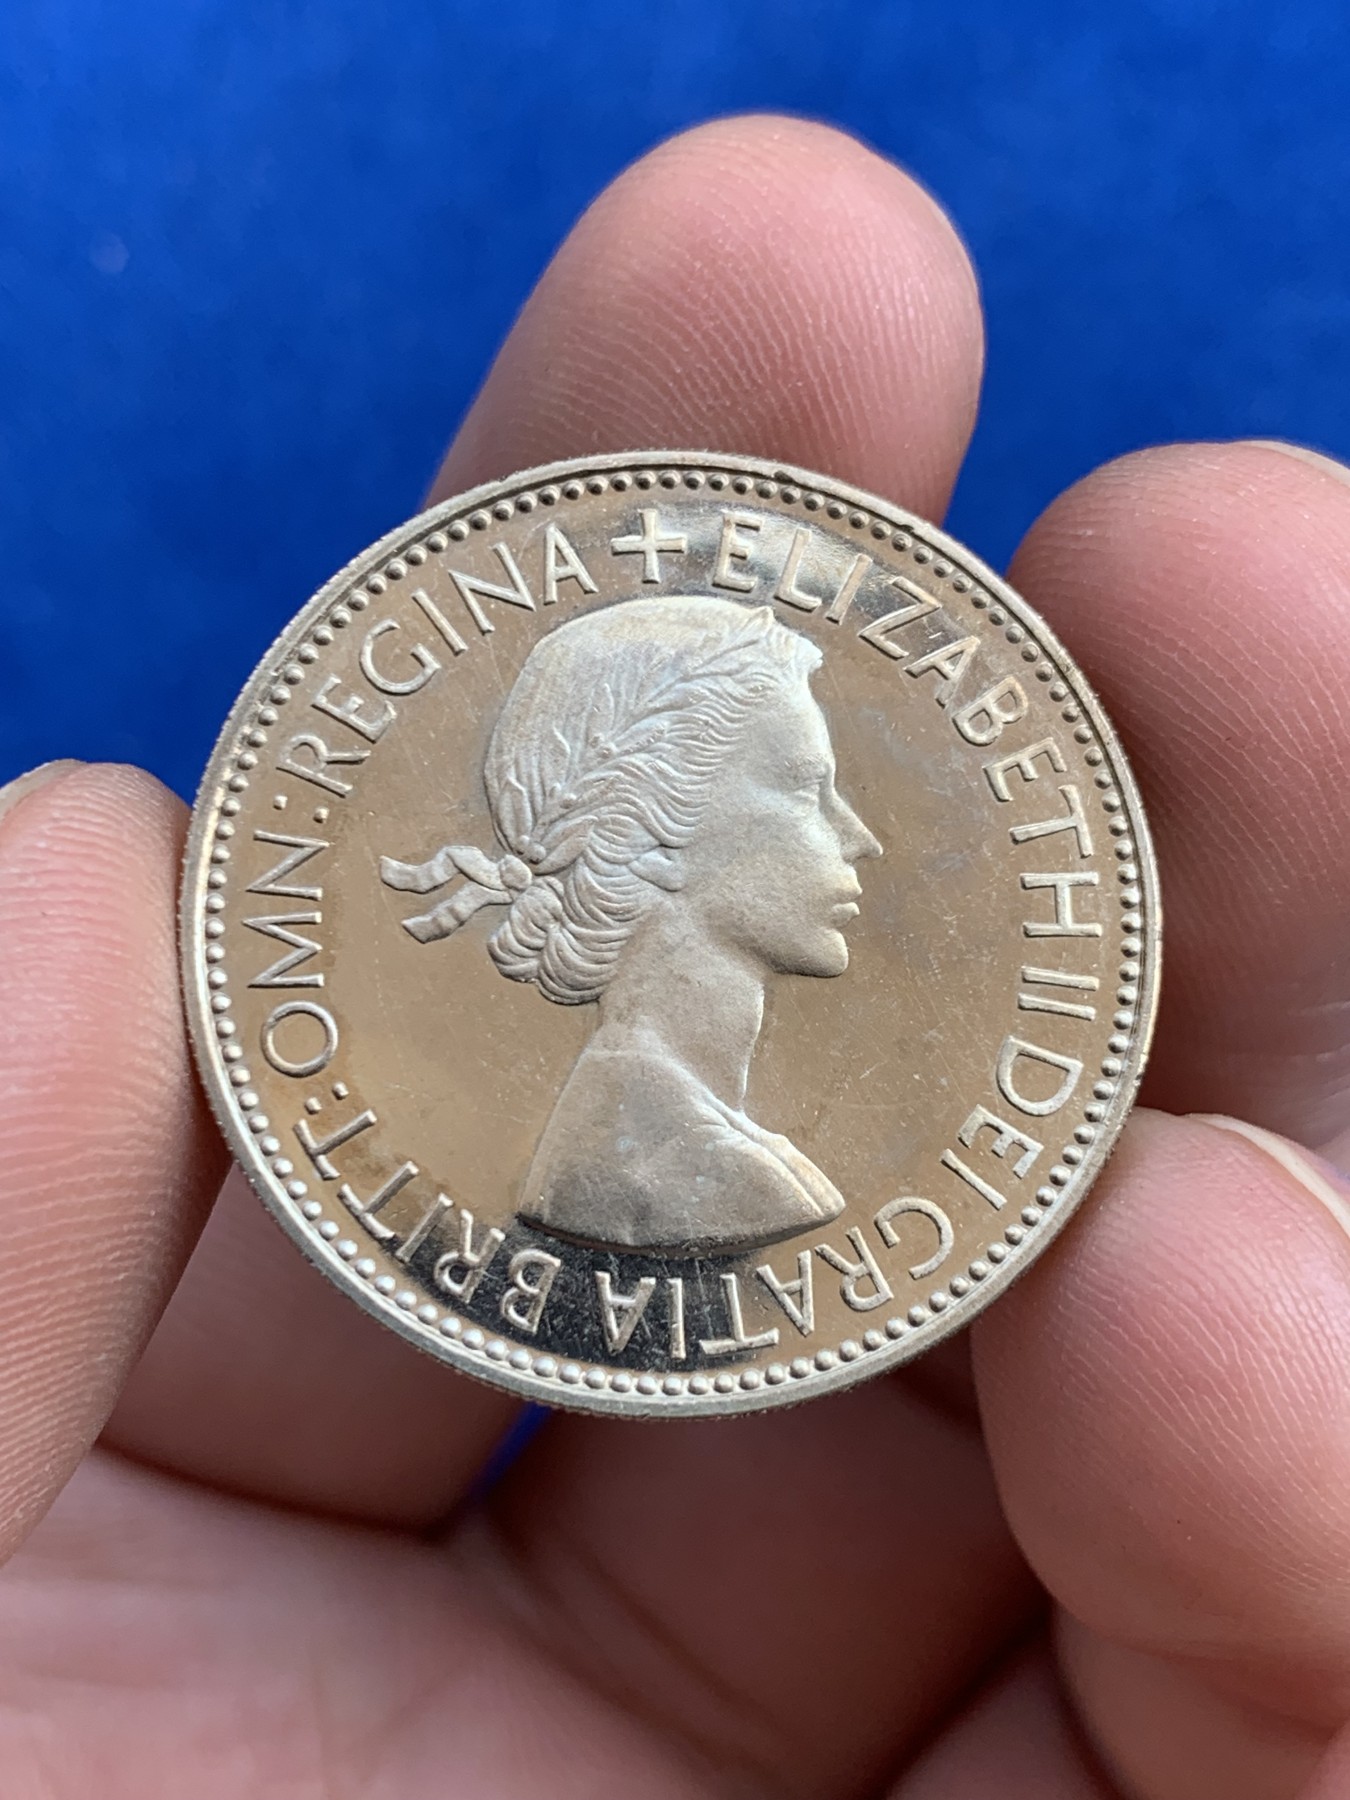 + ELIZABETH II DEI GRATIA BRITT: OMN: REGINA